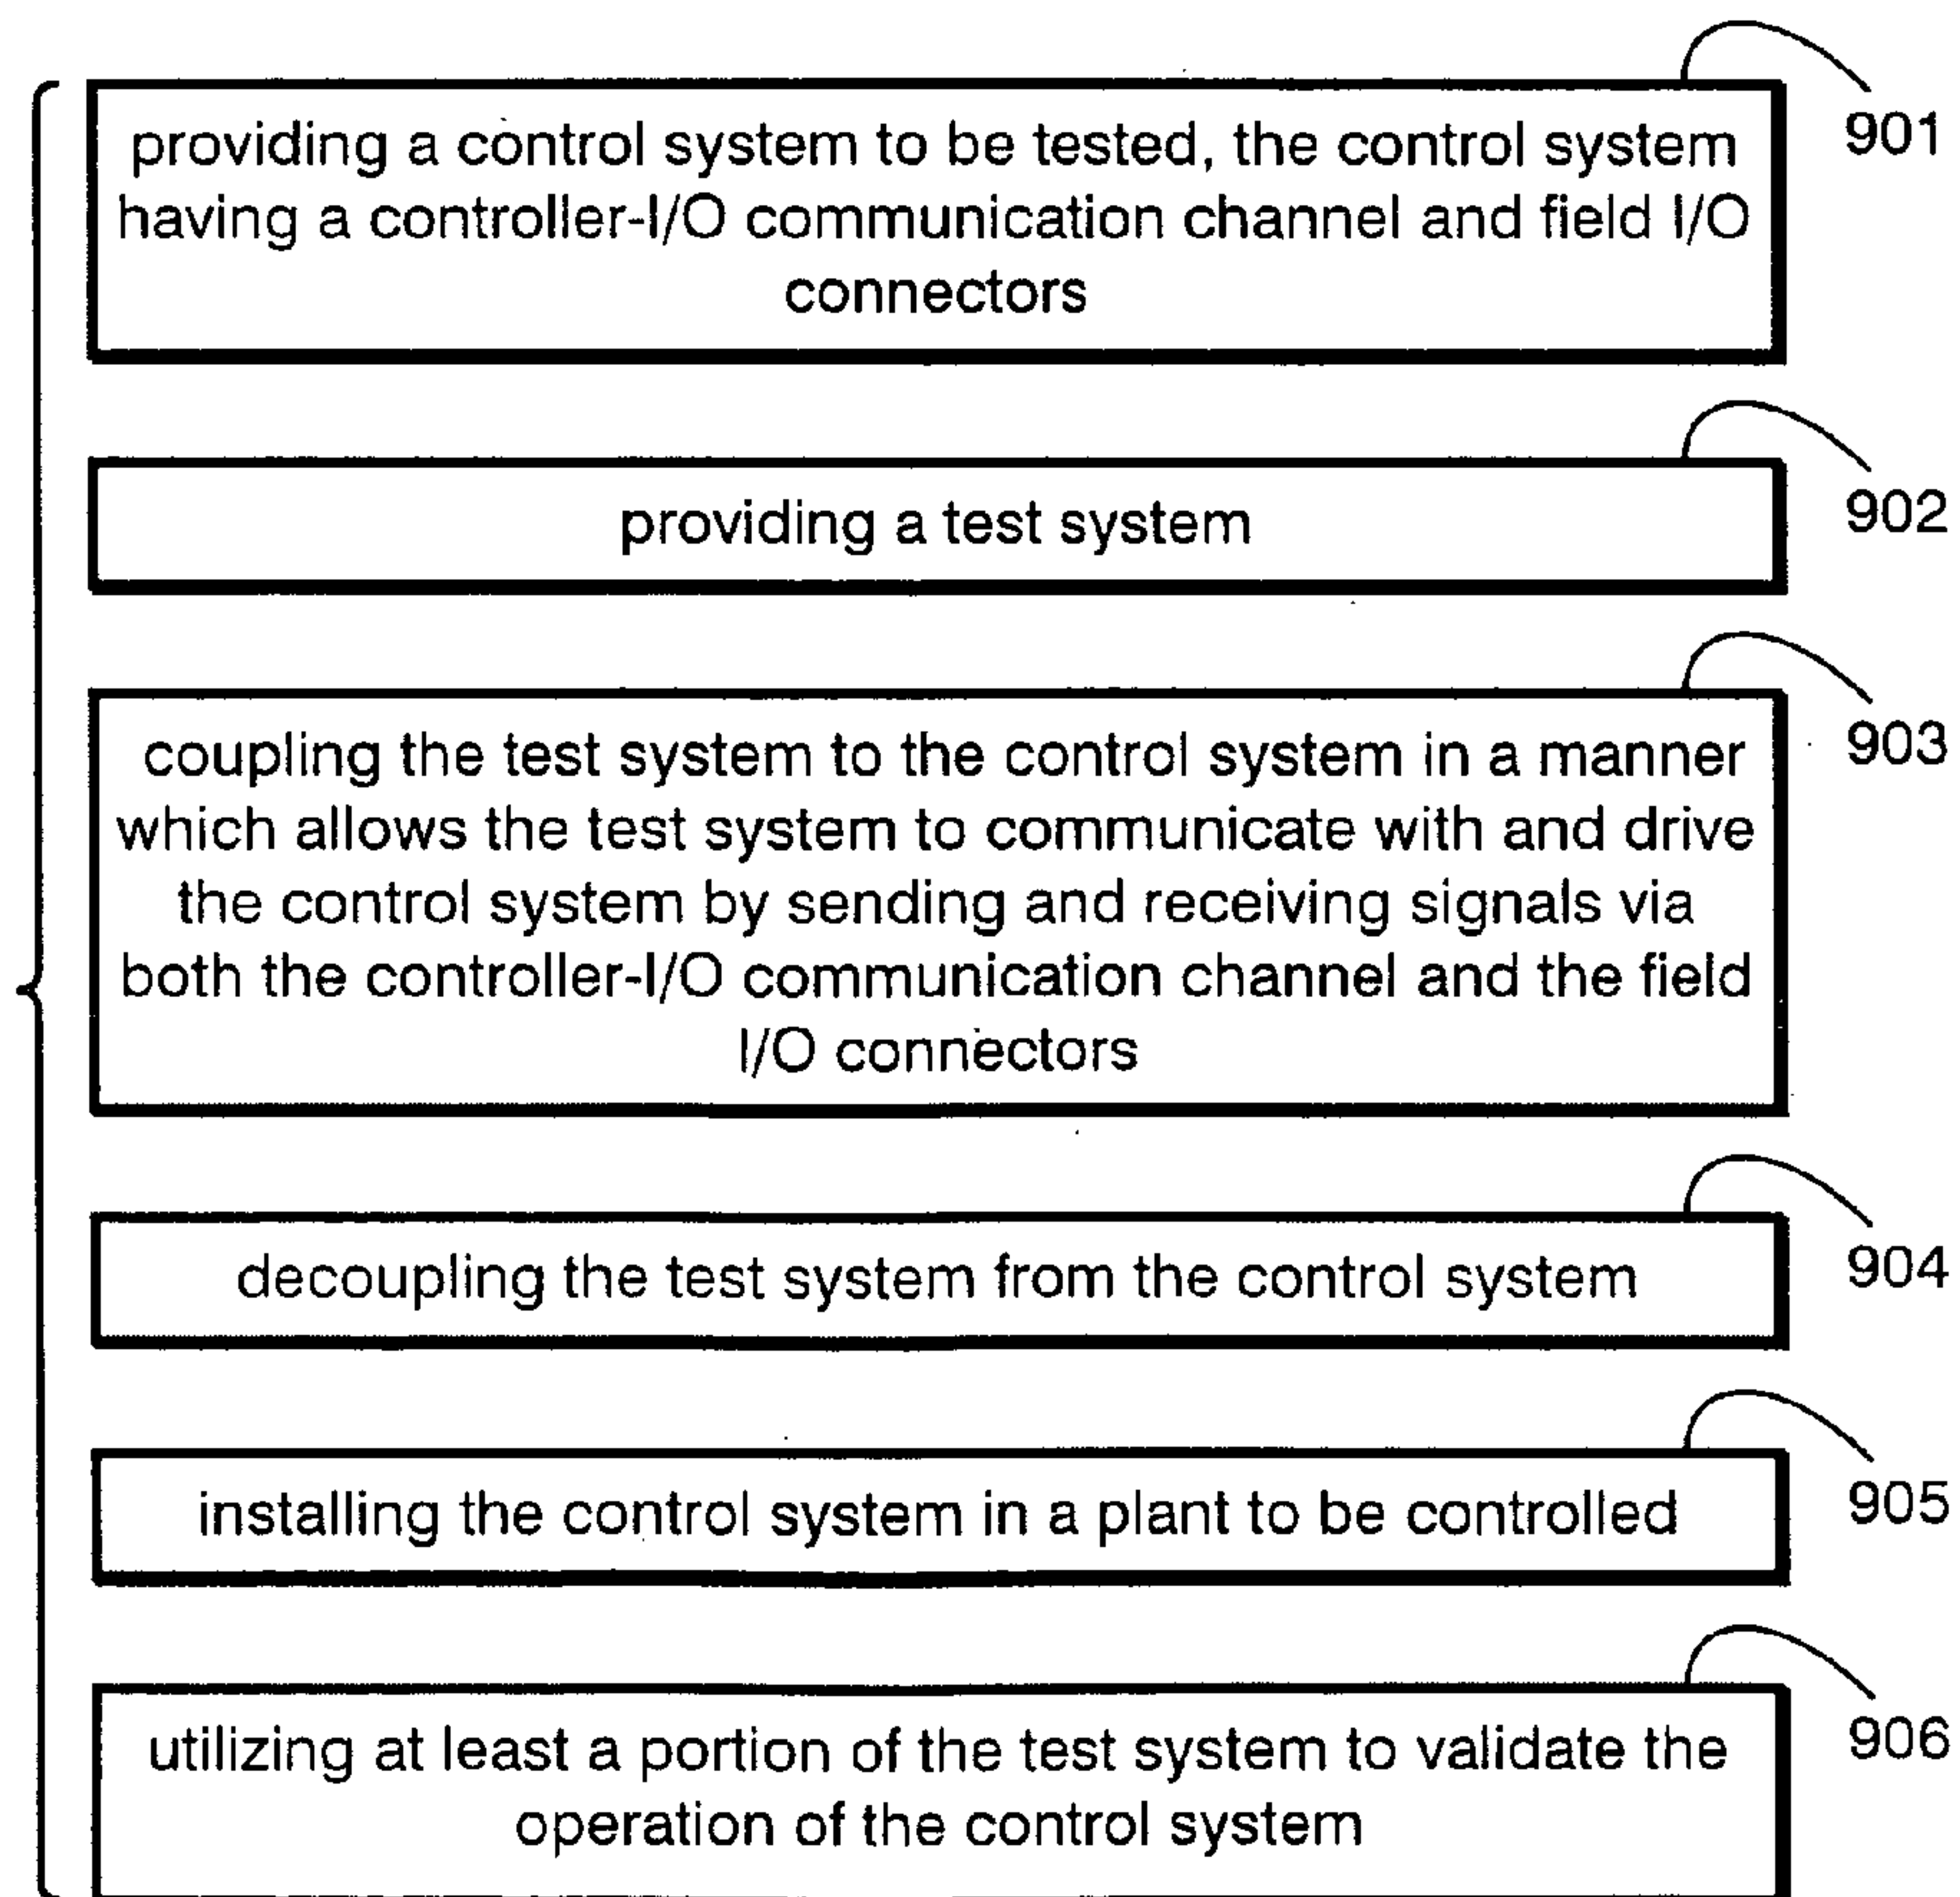 901
providing a control system to be tested, the control system
having a controller-I/O communication channel and field I/O
connectors
902
providing a test system
903
coupling the test system to the control system in a manner
which allows the test system to communicate with and drive
the control system by sending and receiving signals via
both the controller-I/O communication channel and the field
I/O connectors
904
decoupling the test system from the control system
905
installing the control system in a plant to be controlled
906
utilizing at least a portion of the test system to validate the
operation of the control system